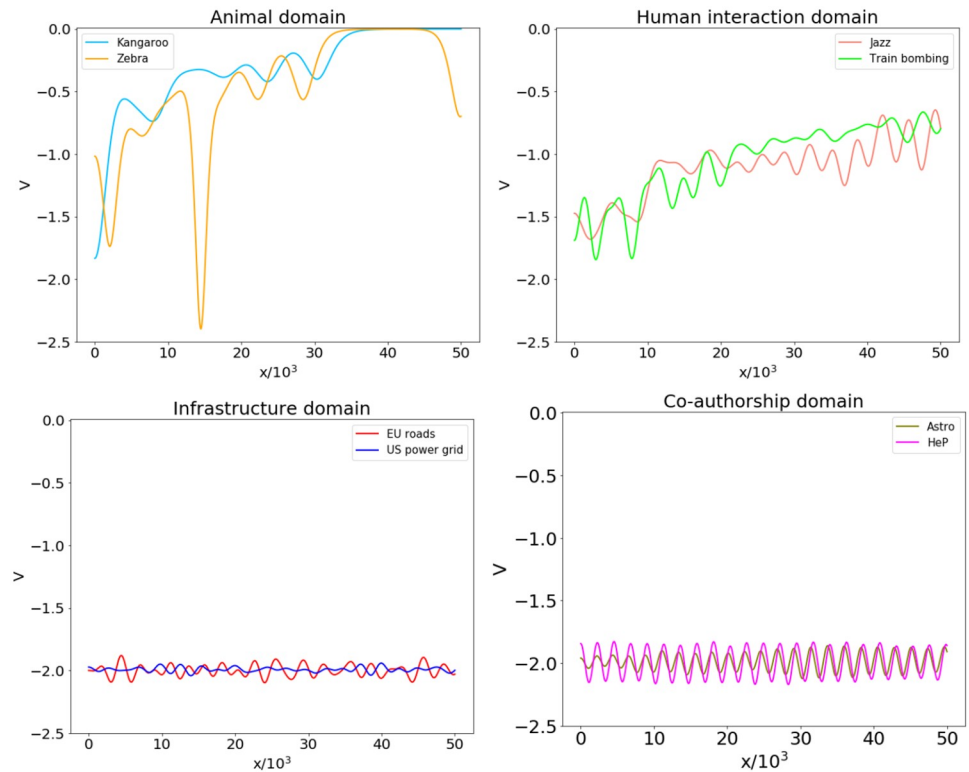 Animal domain
Kangaroo
Zebra
0.0
−0.5
−1.0
−1.5
−2.0
−2.5
V
0
10
20
30
40
50
x/10³
Human interaction domain
Jazz
Train bombing
0.0
−0.5
−1.0
−1.5
−2.0
−2.5
V
0
10
20
30
40
50
x/10³
Infrastructure domain
EU roads
US power grid
0.0
−0.5
−1.0
−1.5
−2.0
−2.5
V
0
10
20
30
40
50
x/10³
Co-authorship domain
Astro
HeP
0.0
−0.5
−1.0
−1.5
−2.0
−2.5
V
0
10
20
30
40
50
x/10³